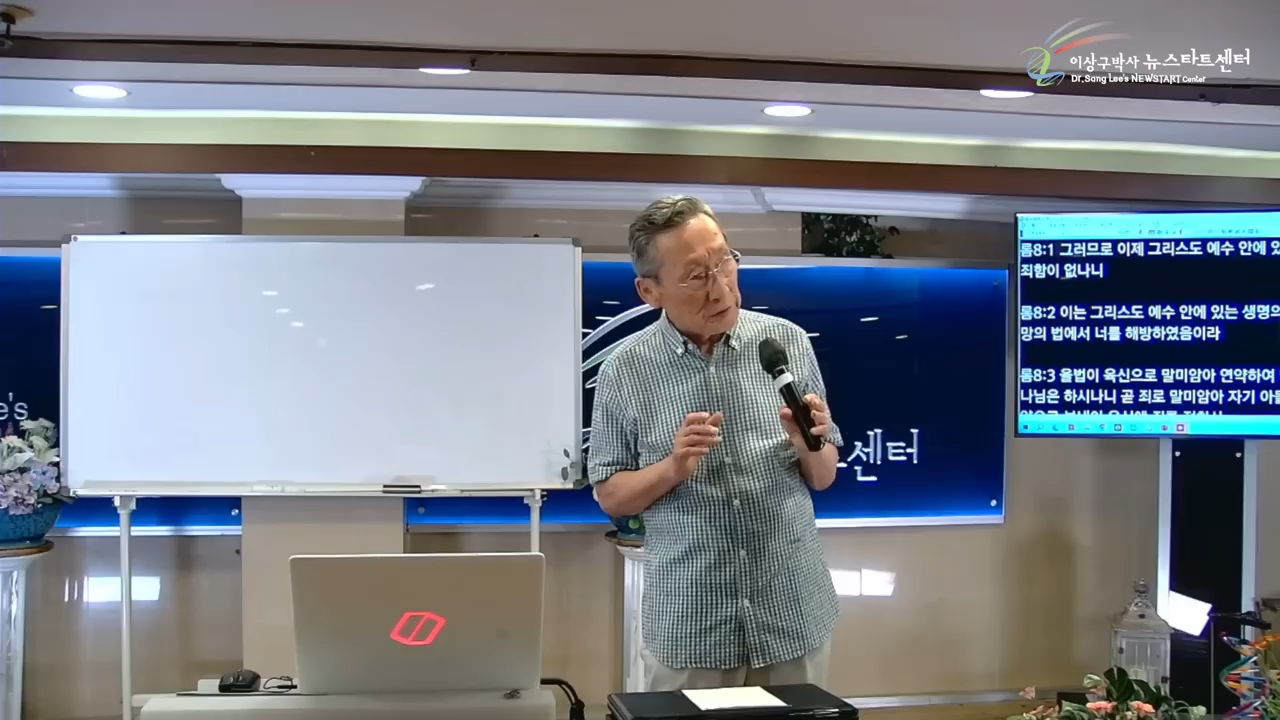 이상구박사 뉴스타트센터
Dr.Sang Lee's NEWSTART Center
롬8:1 그러므로 이제 그리스도 예수 안에
죄함이 없나니
롬8:2 이는 그리스도 예수 안에 있는 생명의
망의 법에서 너를 해방하였음이라
롬8:3 율법이 육신으로 말미암아 연약하여
나님은 하시나니 곧 죄로 말미암아 자기
e's
센터